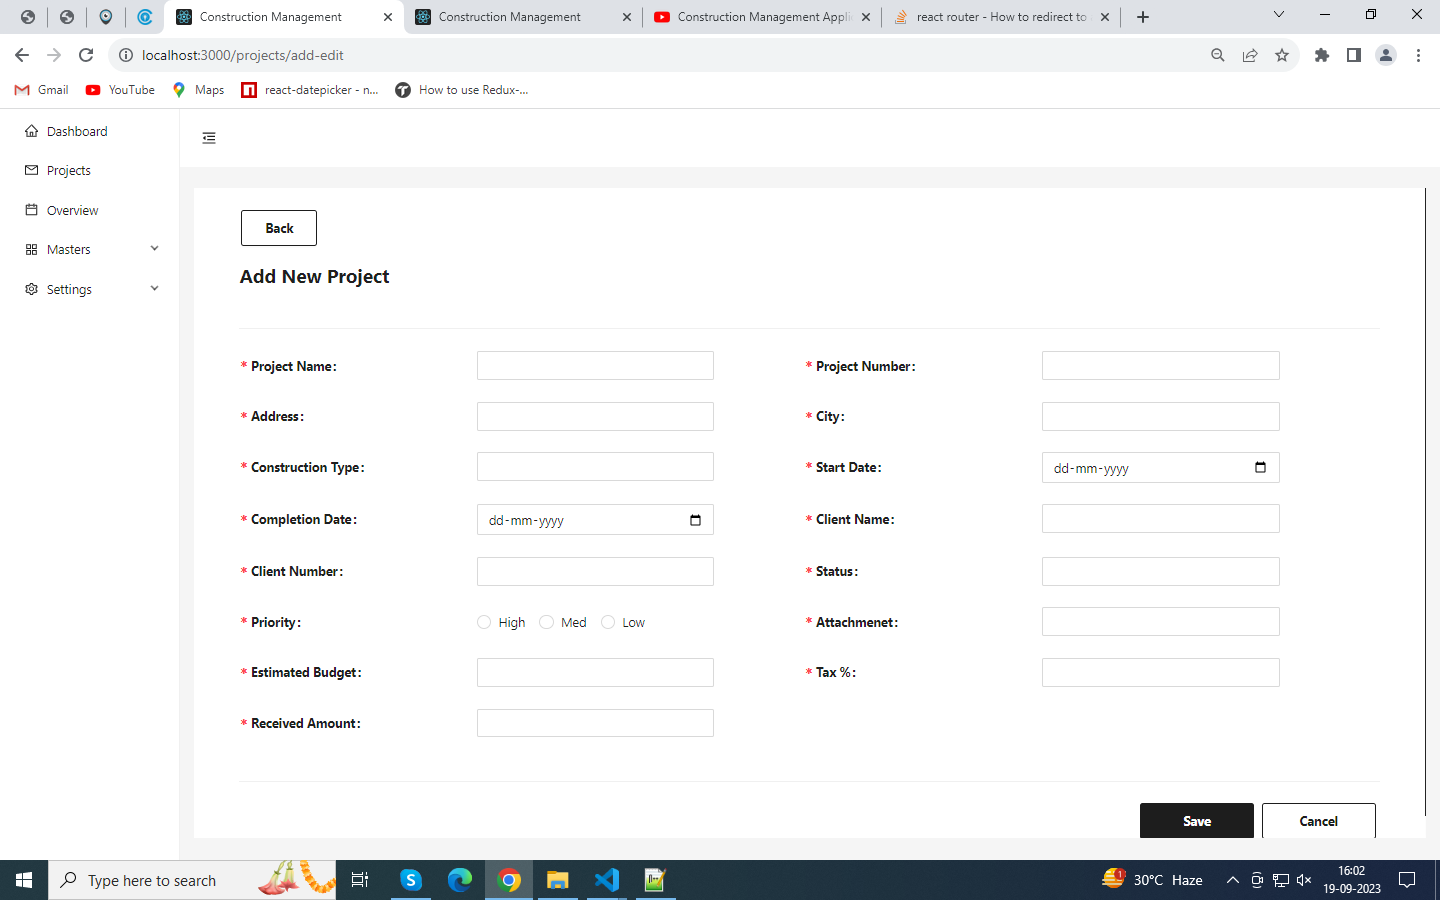 Construction Management
Construction Management
Construction Management Appli
react router - How to redirect to
localhost:3000/projects/add-edit
Gmail
YouTube
Maps
react-datepicker - n...
How to use Redux-...
Dashboard
Projects
Overview
Masters
Settings
Back
Add New Project
* Project Name:
* Project Number:
* Address:
* City:
* Construction Type:
* Start Date:
dd-mm-yyyy
* Completion Date:
dd-mm-yyyy
* Client Name:
* Client Number:
* Status:
* Priority:
High
Med
Low
* Attachmenet:
* Estimated Budget:
* Tax %:
* Received Amount:
Save
Cancel
Type here to search
1
30°C Haze
16:02
19-09-2023